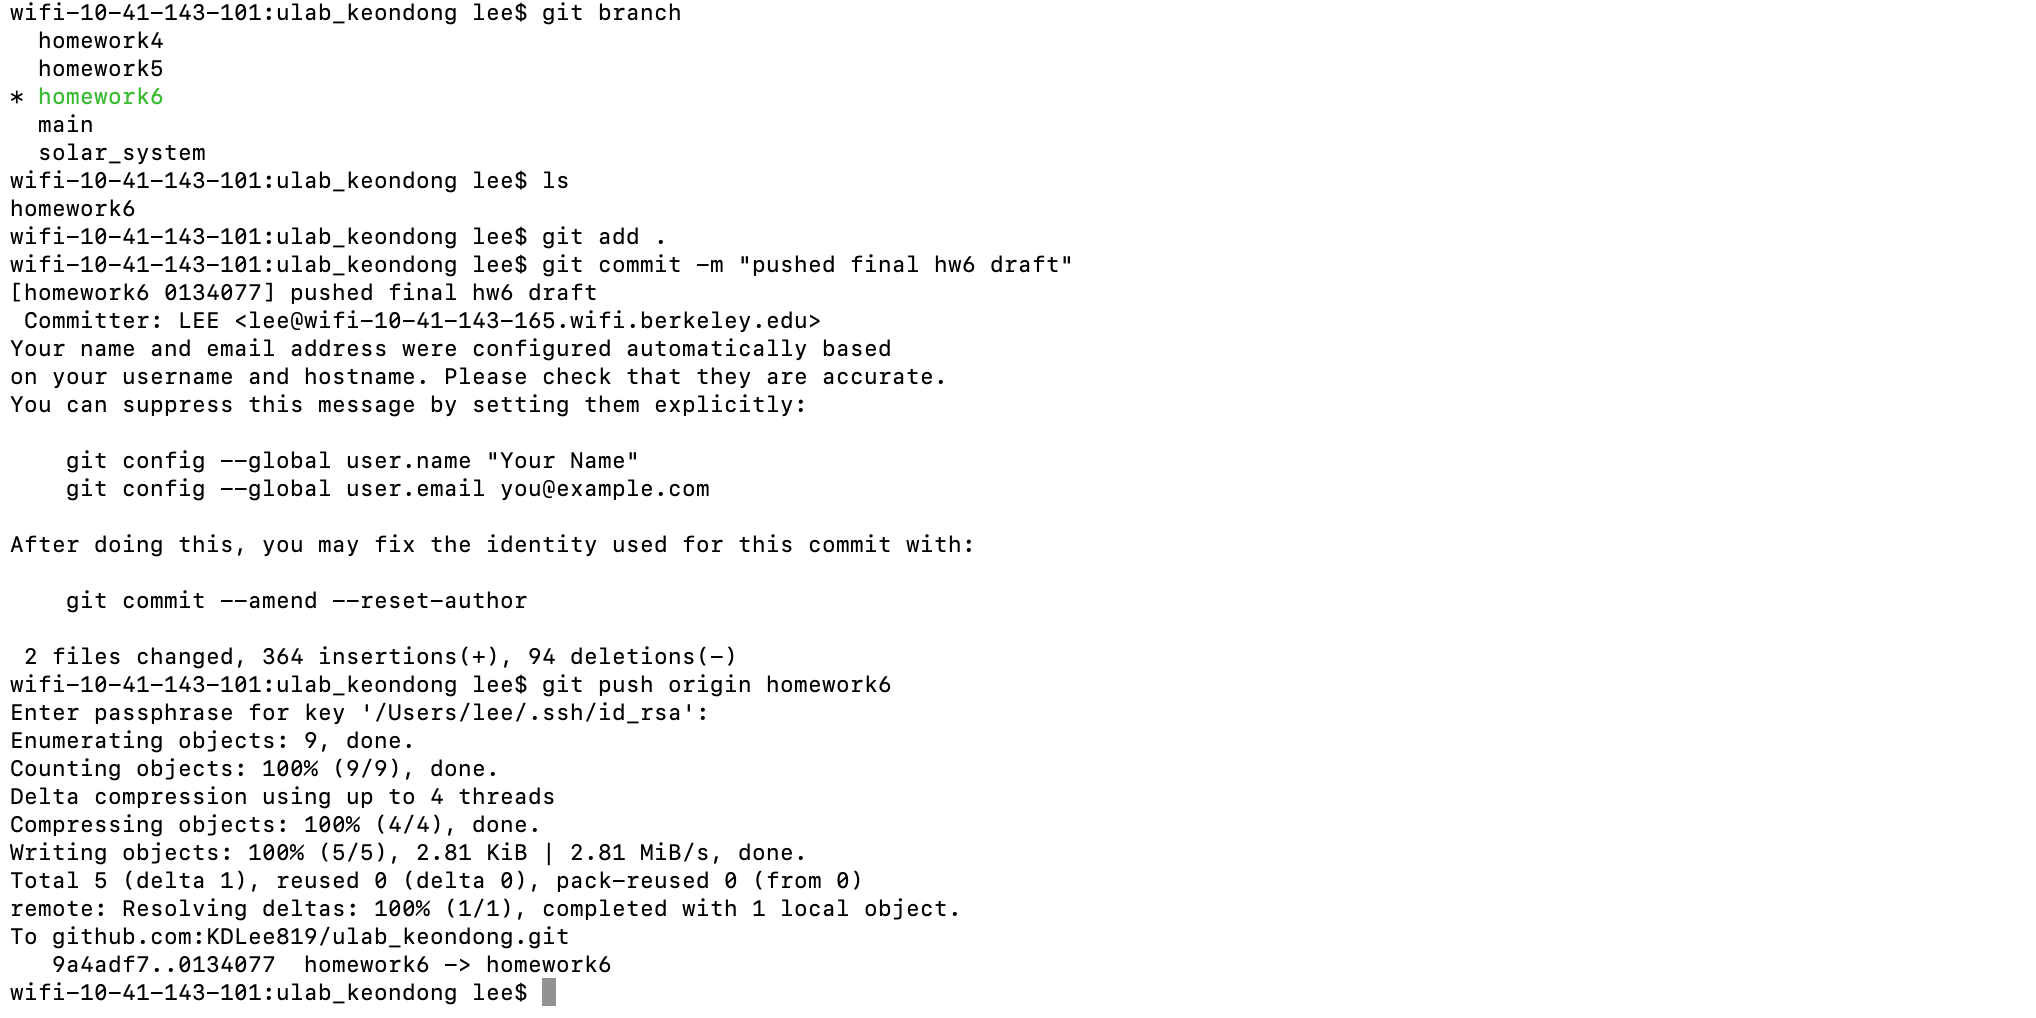 wifi-10-41-143-101:ulab_keondong lee$ git branch
  homework4
  homework5
* homework6
  main
  solar_system
wifi-10-41-143-101:ulab_keondong lee$ ls
homework6
wifi-10-41-143-101:ulab_keondong lee$ git add .
wifi-10-41-143-101:ulab_keondong lee$ git commit -m "pushed final hw6 draft"
[homework6 0134077] pushed final hw6 draft
 Committer: LEE <lee@wifi-10-41-143-165.wifi.berkeley.edu>
Your name and email address were configured automatically based
on your username and hostname. Please check that they are accurate.
You can suppress this message by setting them explicitly:

    git config --global user.name "Your Name"
    git config --global user.email you@example.com

After doing this, you may fix the identity used for this commit with:

    git commit --amend --reset-author

 2 files changed, 364 insertions(+), 94 deletions(-)
wifi-10-41-143-101:ulab_keondong lee$ git push origin homework6
Enter passphrase for key '/Users/lee/.ssh/id_rsa':
Enumerating objects: 9, done.
Counting objects: 100% (9/9), done.
Delta compression using up to 4 threads
Compressing objects: 100% (4/4), done.
Writing objects: 100% (5/5), 2.81 KiB | 2.81 MiB/s, done.
Total 5 (delta 1), reused 0 (delta 0), pack-reused 0 (from 0)
remote: Resolving deltas: 100% (1/1), completed with 1 local object.
To github.com:KDLee819/ulab_keondong.git
   9a4adf7..0134077  homework6 -> homework6
wifi-10-41-143-101:ulab_keondong lee$